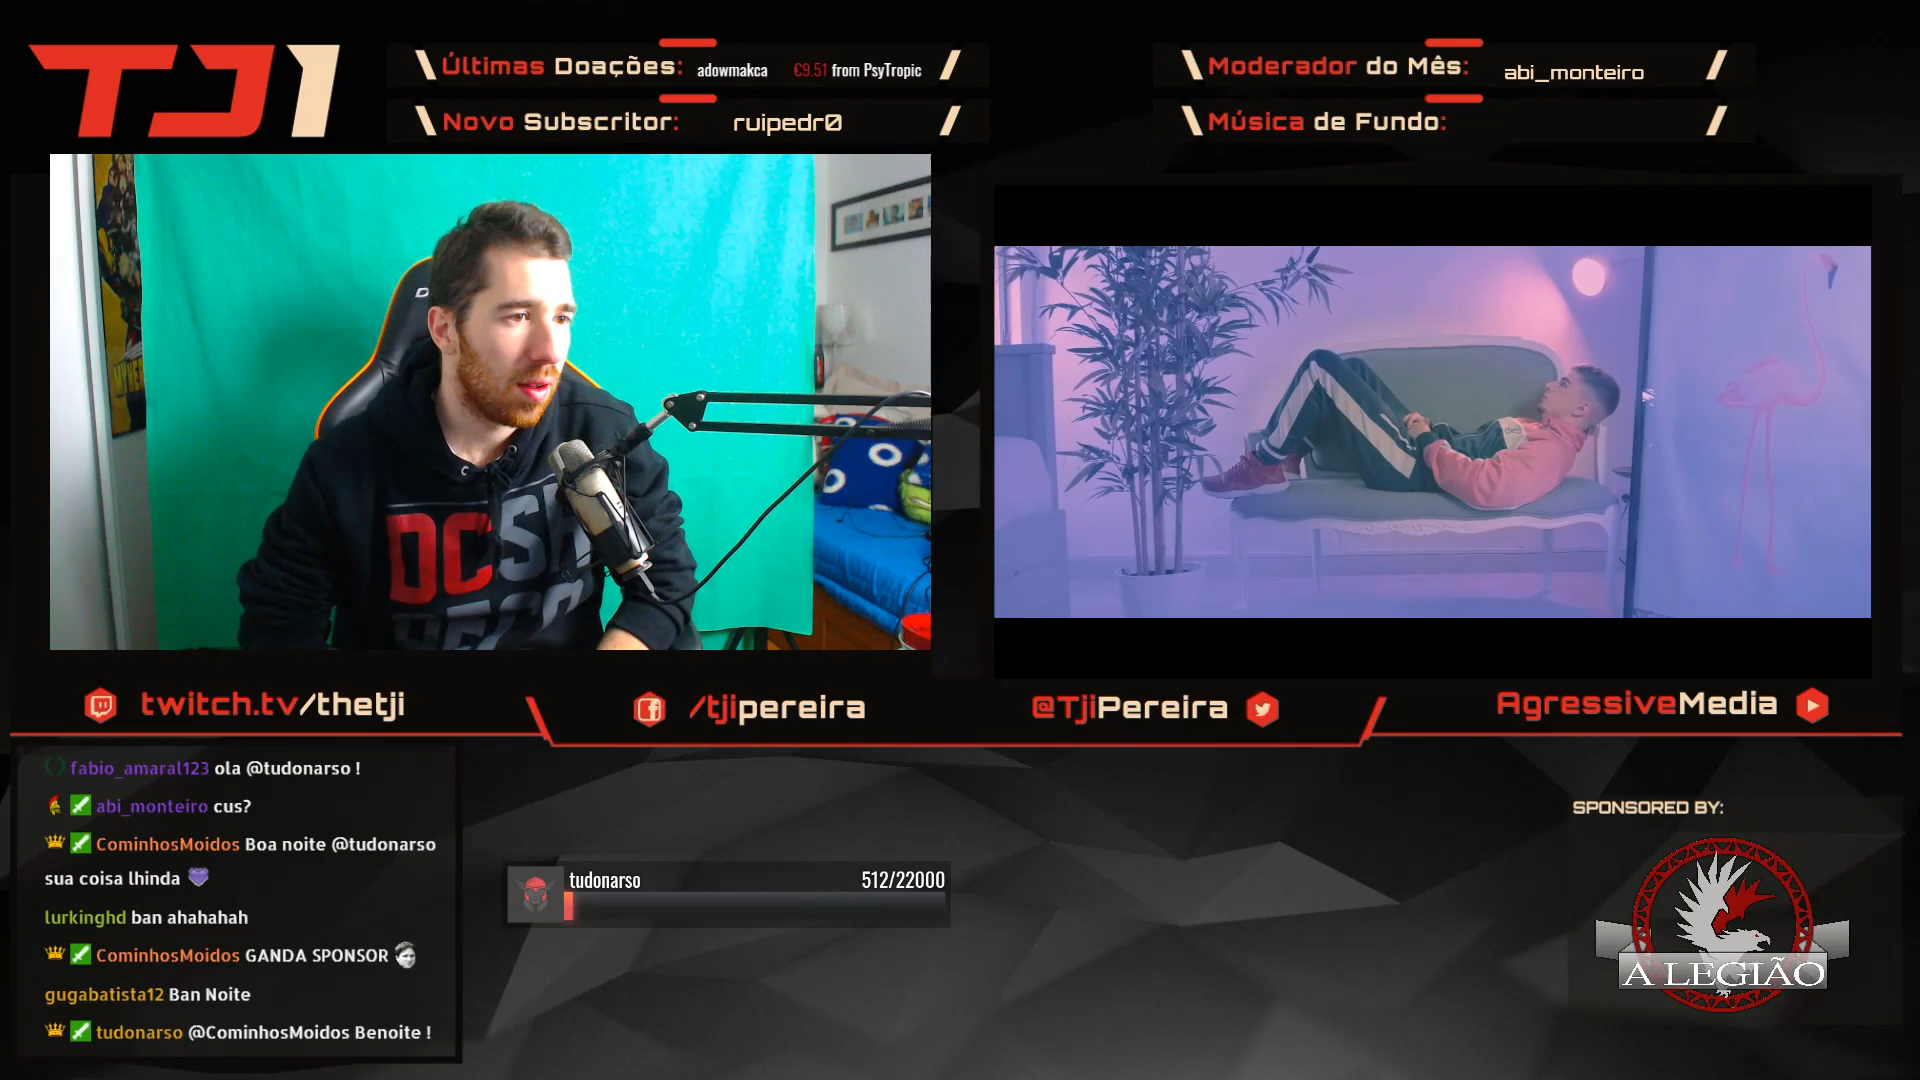 TJ1
Últimas Doações: adowmakca €9.51 from PsyTropic
Novo Subscritor: ruipedr0
Moderador do Mês: abi_monteiro
Música de Fundo:
D
DC
twitch.tv/thetji
/tjipereira
@TjiPereira
AgressiveMedia
fabio_amaral123 ola @tudonarso !
abi_monteiro cus?
CominhosMoidos Boa noite @tudonarso
sua coisa lhinda
lurkinghd ban ahahahah
CominhosMoidos GANDA SPONSOR
gugabatista12 Ban Noite
tudonarso @CominhosMoidos Benoite !
tudonarso 512/22000
SPONSORED BY:
A LEGIÃO